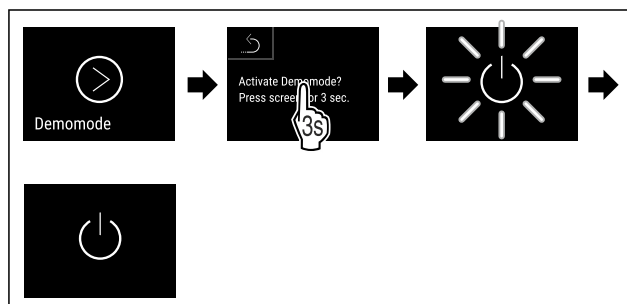 Demomode
Activate Demomode?
Press screen for 3 sec.
3s